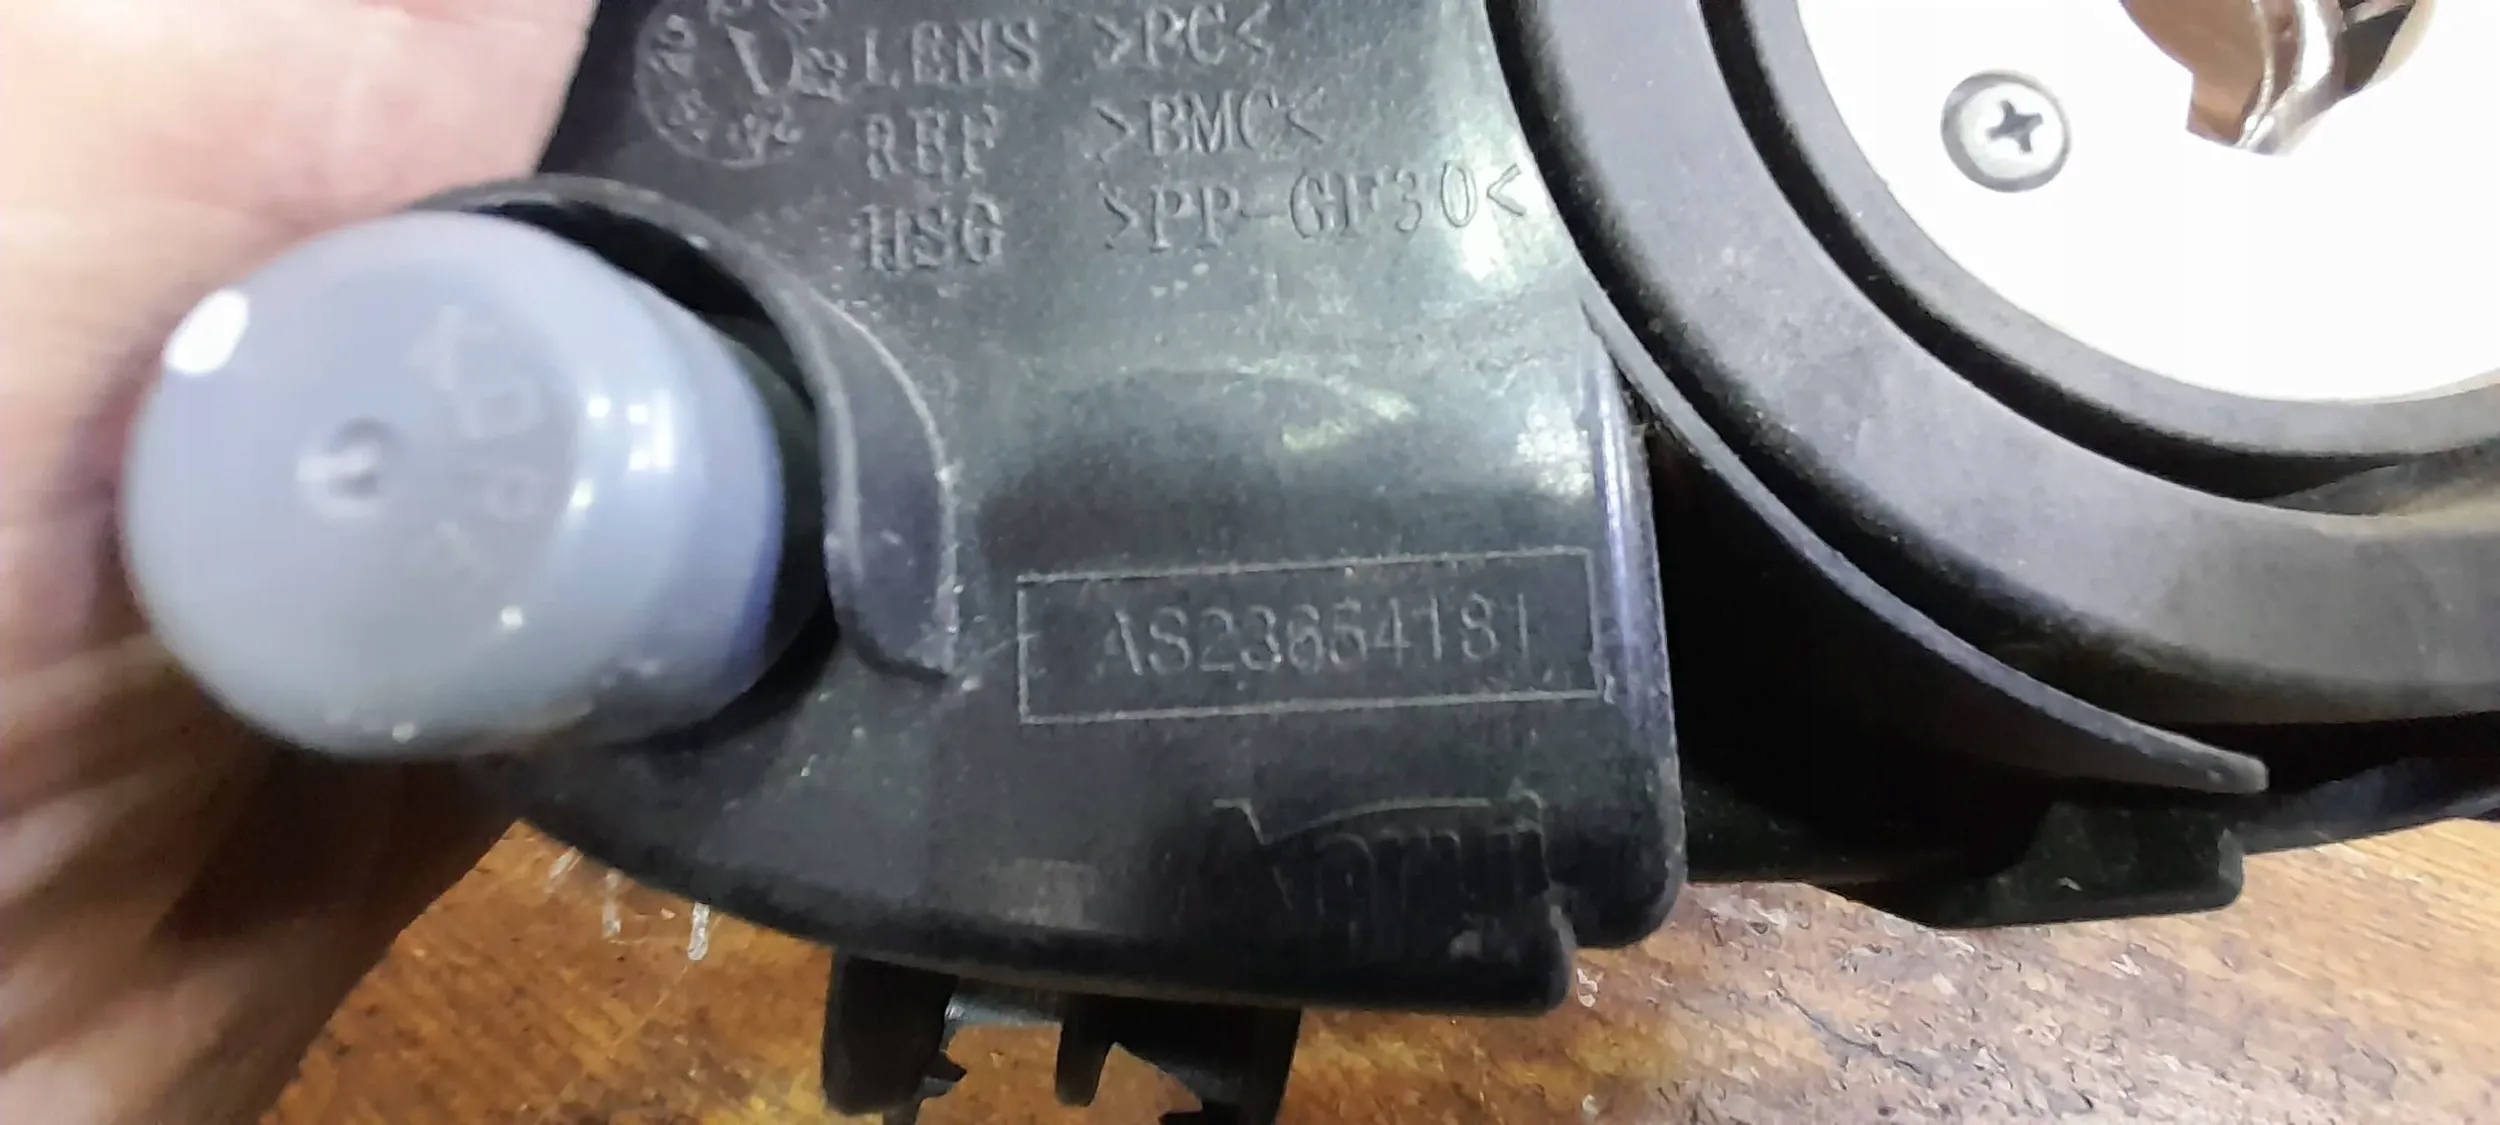 LENS >PC<
REF >BMC<
HSG >PP-GF30<
AS23654181